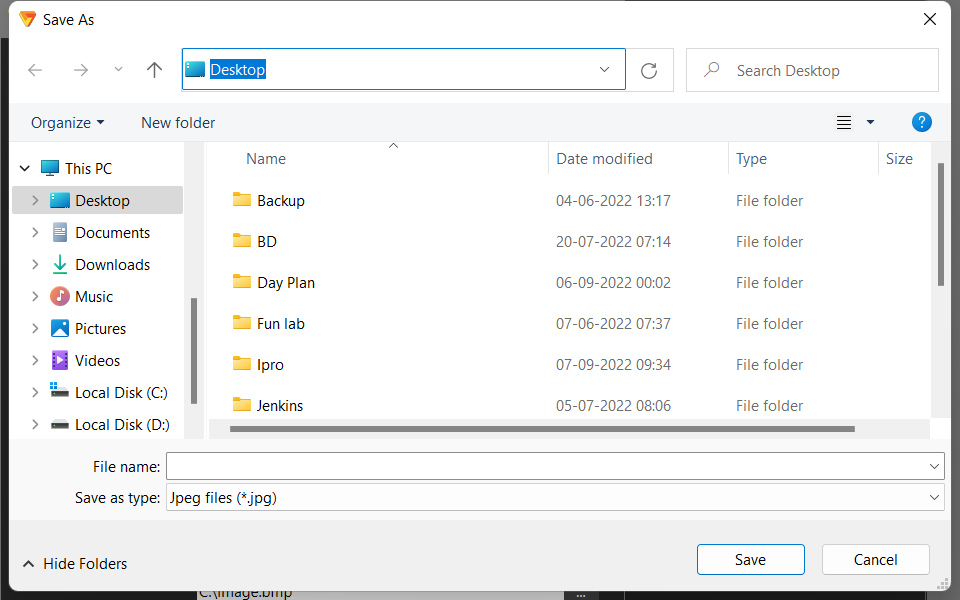 Save As
Desktop
Search Desktop
Organize New folder ?
Name Date modified Type Size
This PC
Desktop
Documents
Downloads
Music
Pictures
Videos
Local Disk (C:)
Local Disk (D:)
Backup 04-06-2022 13:17 File folder
BD 20-07-2022 07:14 File folder
Day Plan 06-09-2022 00:02 File folder
Fun lab 07-06-2022 07:37 File folder
Ipro 07-09-2022 09:34 File folder
Jenkins 05-07-2022 08:06 File folder
File name:
Save as type: Jpeg files (*.jpg)
Hide Folders Save Cancel
C:\image.bmp ...